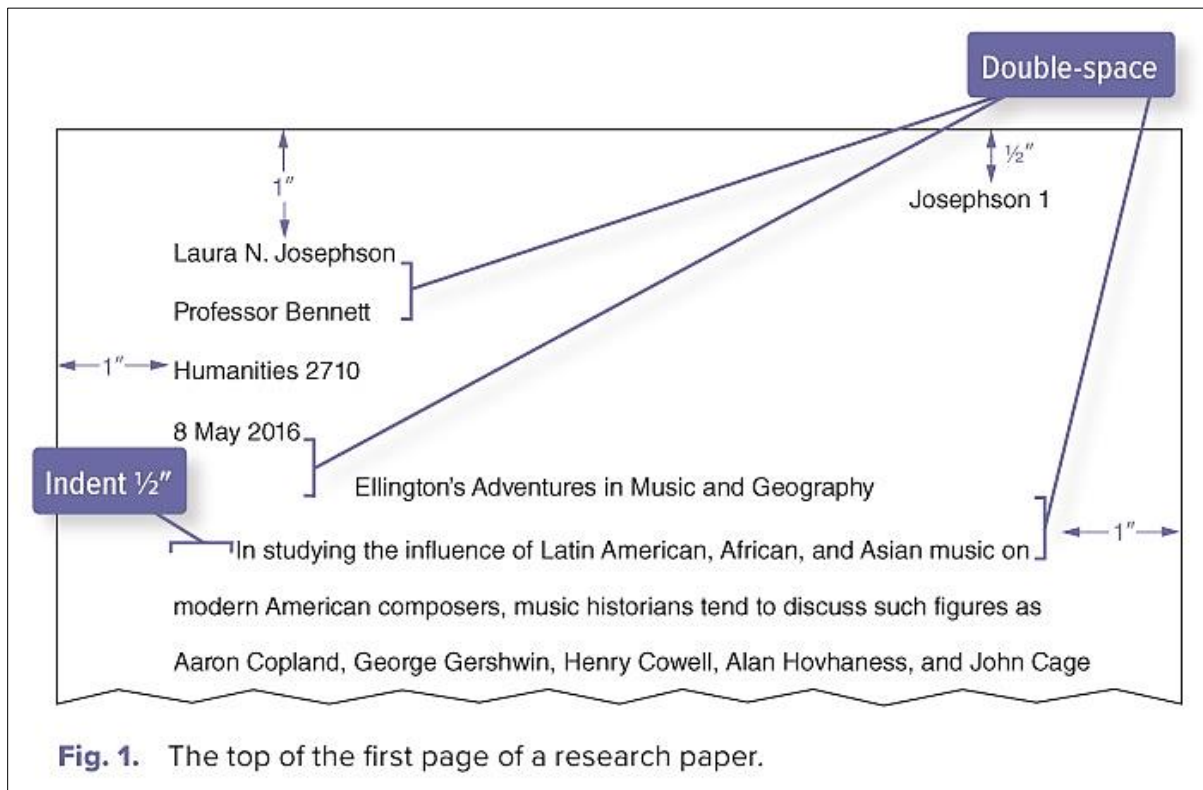 Double-space
½″
1″
Josephson 1
Laura N. Josephson
Professor Bennett
1″
Humanities 2710
8 May 2016
Indent ½″
Ellington’s Adventures in Music and Geography
1″
In studying the influence of Latin American, African, and Asian music on
modern American composers, music historians tend to discuss such figures as
Aaron Copland, George Gershwin, Henry Cowell, Alan Hovhaness, and John Cage
Fig. 1. The top of the first page of a research paper.